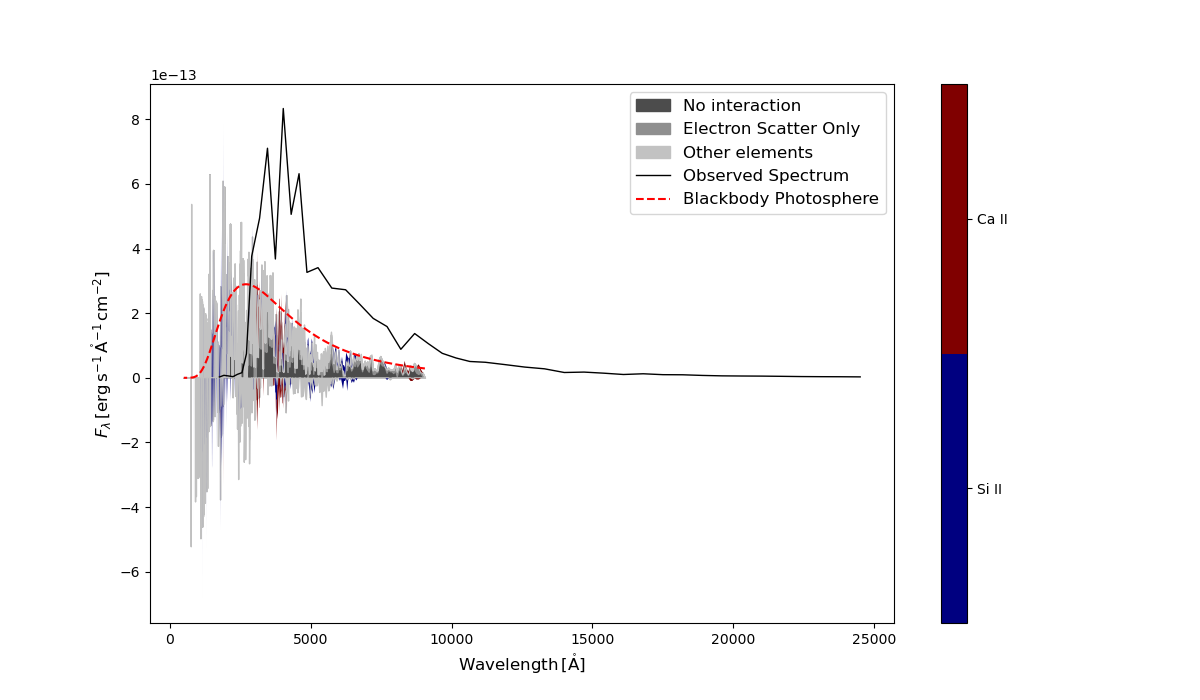 1e−13
No interaction
Electron Scatter Only
Other elements
Observed Spectrum
Blackbody Photosphere
8
6
4
2
0
−2
−4
−6
F_λ [erg s⁻¹ Å⁻¹ cm⁻²]
0 5000 10000 15000 20000 25000
Wavelength [Å]
Ca II
Si II